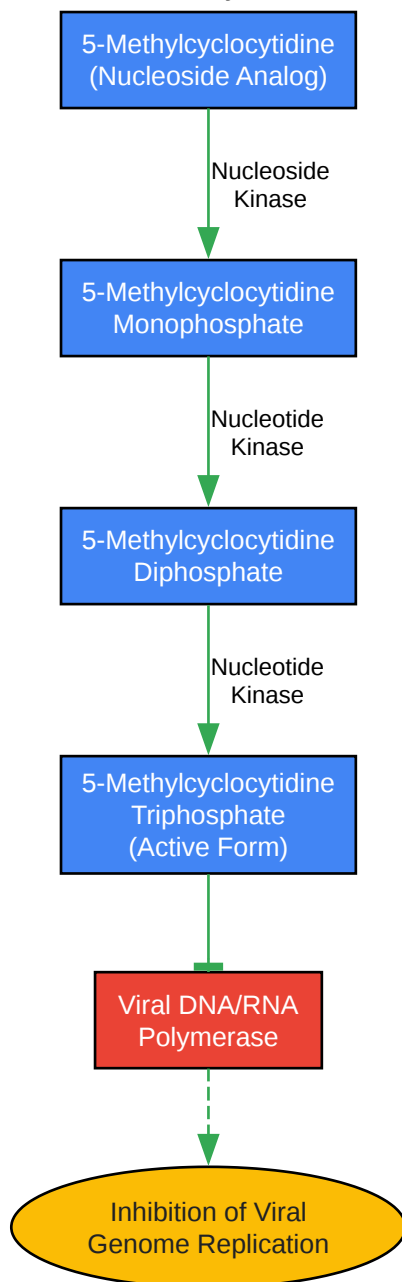 5-Methylcyclocytidine
(Nucleoside Analog)
Nucleoside
Kinase
5-Methylcyclocytidine
Monophosphate
Nucleotide
Kinase
5-Methylcyclocytidine
Diphosphate
Nucleotide
Kinase
5-Methylcyclocytidine
Triphosphate
(Active Form)
Viral DNA/RNA
Polymerase
Inhibition of Viral
Genome Replication